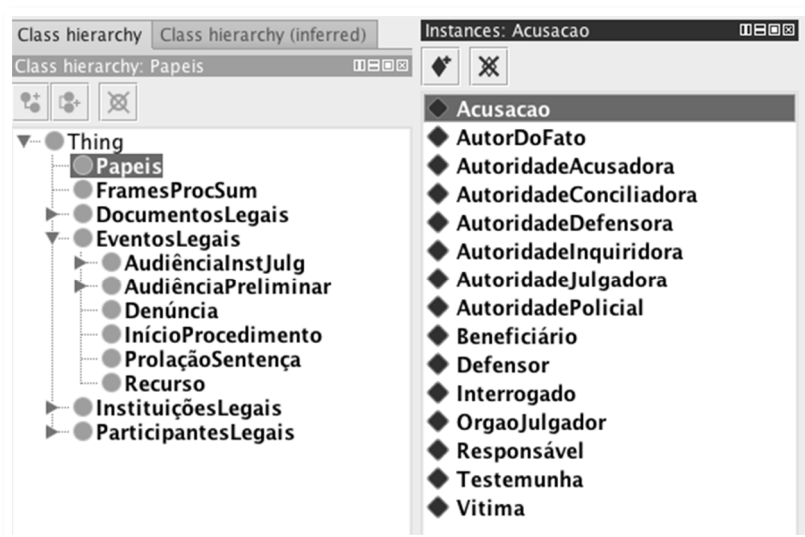 Class hierarchy
Class hierarchy (inferred)
Class hierarchy: Papeis
Thing
Papeis
FramesProcSum
DocumentosLegais
EventosLegais
AudiênciaInstJulg
AudiênciaPreliminar
Denúncia
InícioProcedimento
ProlaçãoSentença
Recurso
InstituiçõesLegais
ParticipantesLegais
Instances: Acusacao
Acusacao
AutorDoFato
AutoridadeAcusadora
AutoridadeConciliadora
AutoridadeDefensora
AutoridadeInquiridora
AutoridadeJulgadora
AutoridadePolicial
Beneficiário
Defensor
Interrogado
OrgaoJulgador
Responsável
Testemunha
Vitima